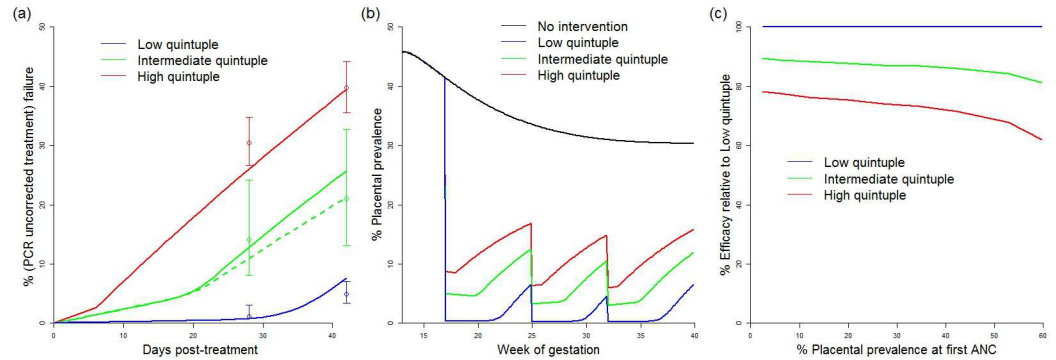 (a)
% (PCR uncorrected treatment) failure
50
40
30
20
10
0
Low quintuple
Intermediate quintuple
High quintuple
0 10 20 30 40
Days post-treatment
(b)
% Placental prevalence
50
40
30
20
10
0
No intervention
Low quintuple
Intermediate quintuple
High quintuple
15 20 25 30 35 40
Week of gestation
(c)
% Efficacy relative to Low quintuple
100
80
60
40
20
0
Low quintuple
Intermediate quintuple
High quintuple
0 10 20 30 40 50 60
% Placental prevalence at first ANC